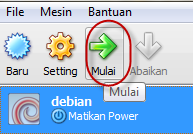 File Mesin Bantuan
Baru Setting Mulai Abaikan
Mulai
debian
Matikan Power